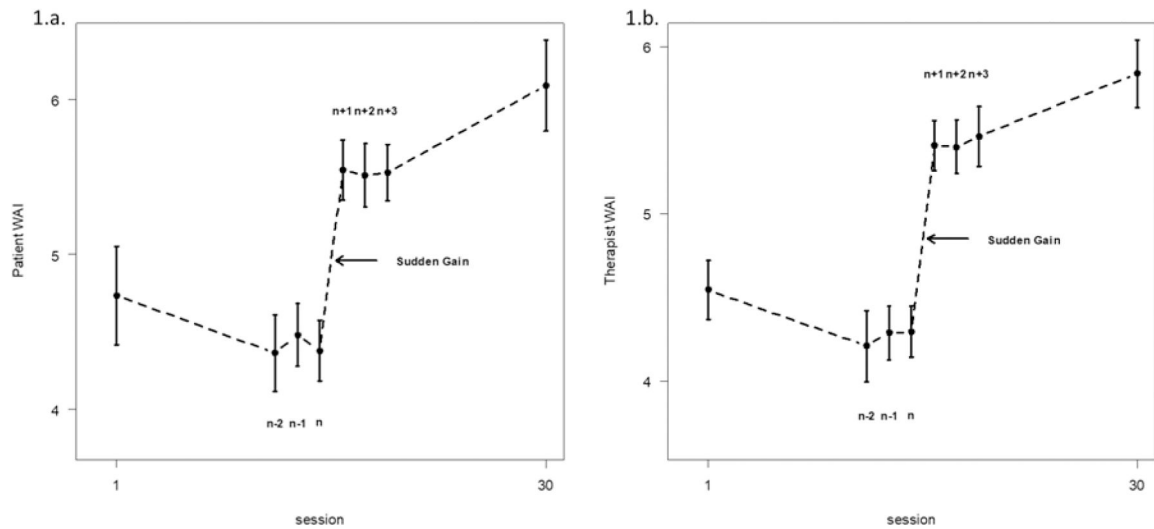 1.a.
Patient WAI
6
5
4
n+1 n+2 n+3
Sudden Gain
n-2 n-1 n
1
30
session
1.b.
Therapist WAI
6
5
4
n+1 n+2 n+3
Sudden Gain
n-2 n-1 n
1
30
session